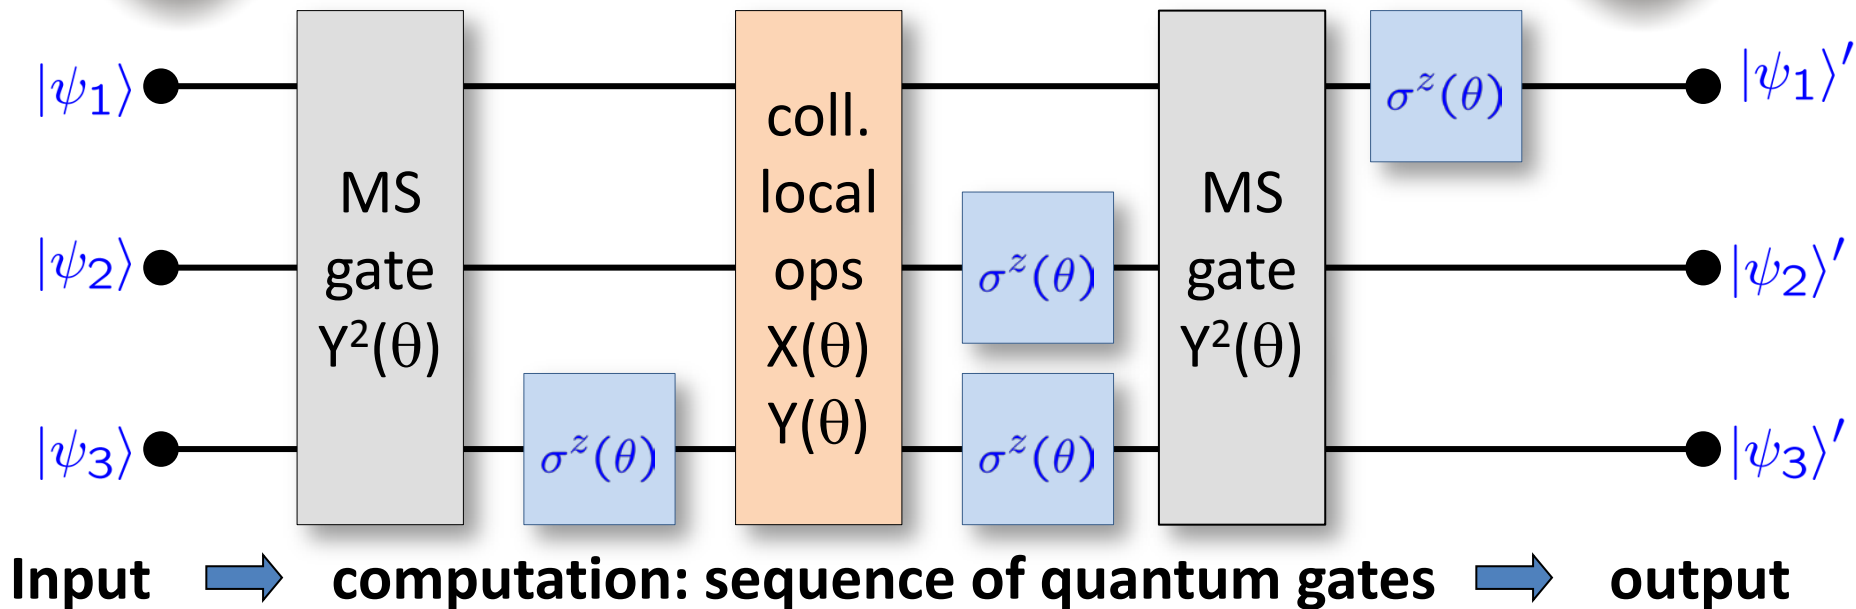 |ψ₁⟩
|ψ₂⟩
|ψ₃⟩
MS
gate
Y²(θ)
σᶻ(θ)
coll.
local
ops
X(θ)
Y(θ)
σᶻ(θ)
σᶻ(θ)
MS
gate
Y²(θ)
σᶻ(θ)
|ψ₁⟩′
|ψ₂⟩′
|ψ₃⟩′
Input computation: sequence of quantum gates output